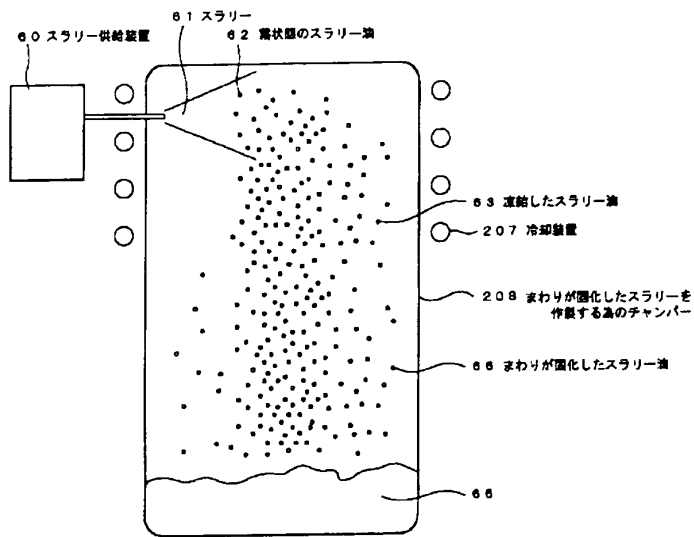 60 スラリー供給装置
61 スラリー
62 霧状態のスラリー滴
63 凍結したスラリー滴
207 冷却装置
208 まわりが固化したスラリーを
作製する為のチャンバー
66 まわりが固化したスラリー滴
66